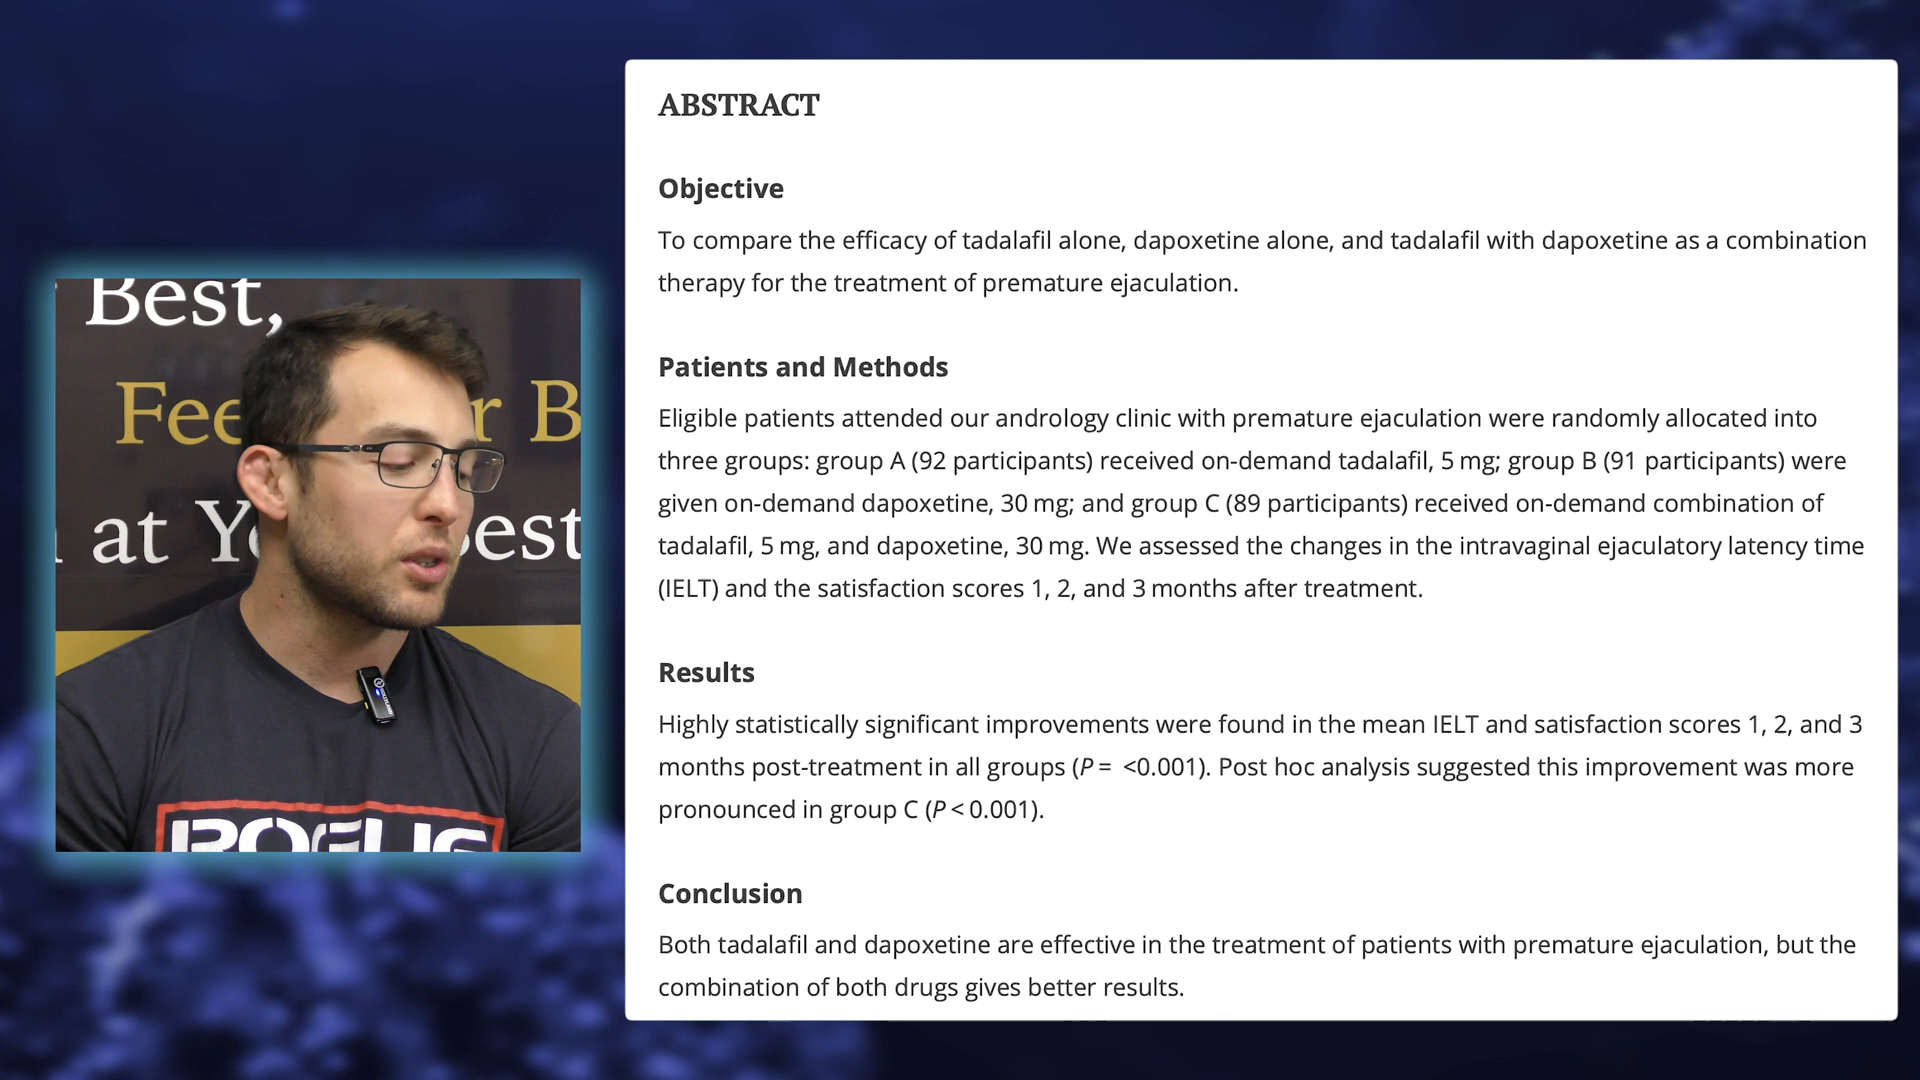 Best,
Fee r B
at Y est
ROGUE
ABSTRACT
Objective
To compare the efficacy of tadalafil alone, dapoxetine alone, and tadalafil with dapoxetine as a combination
therapy for the treatment of premature ejaculation.
Patients and Methods
Eligible patients attended our andrology clinic with premature ejaculation were randomly allocated into
three groups: group A (92 participants) received on-demand tadalafil, 5 mg; group B (91 participants) were
given on-demand dapoxetine, 30 mg; and group C (89 participants) received on-demand combination of
tadalafil, 5 mg, and dapoxetine, 30 mg. We assessed the changes in the intravaginal ejaculatory latency time
(IELT) and the satisfaction scores 1, 2, and 3 months after treatment.
Results
Highly statistically significant improvements were found in the mean IELT and satisfaction scores 1, 2, and 3
months post-treatment in all groups (P = <0.001). Post hoc analysis suggested this improvement was more
pronounced in group C (P < 0.001).
Conclusion
Both tadalafil and dapoxetine are effective in the treatment of patients with premature ejaculation, but the
combination of both drugs gives better results.